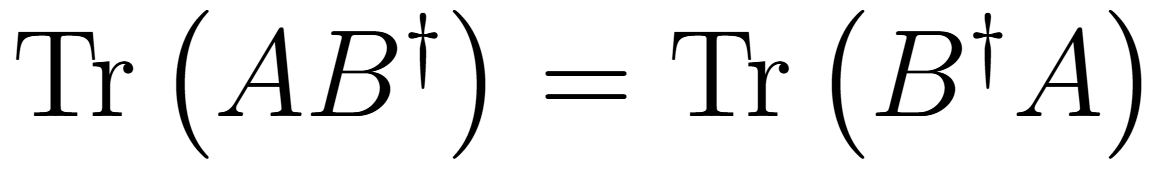 Tr (AB†) = Tr (B†A)